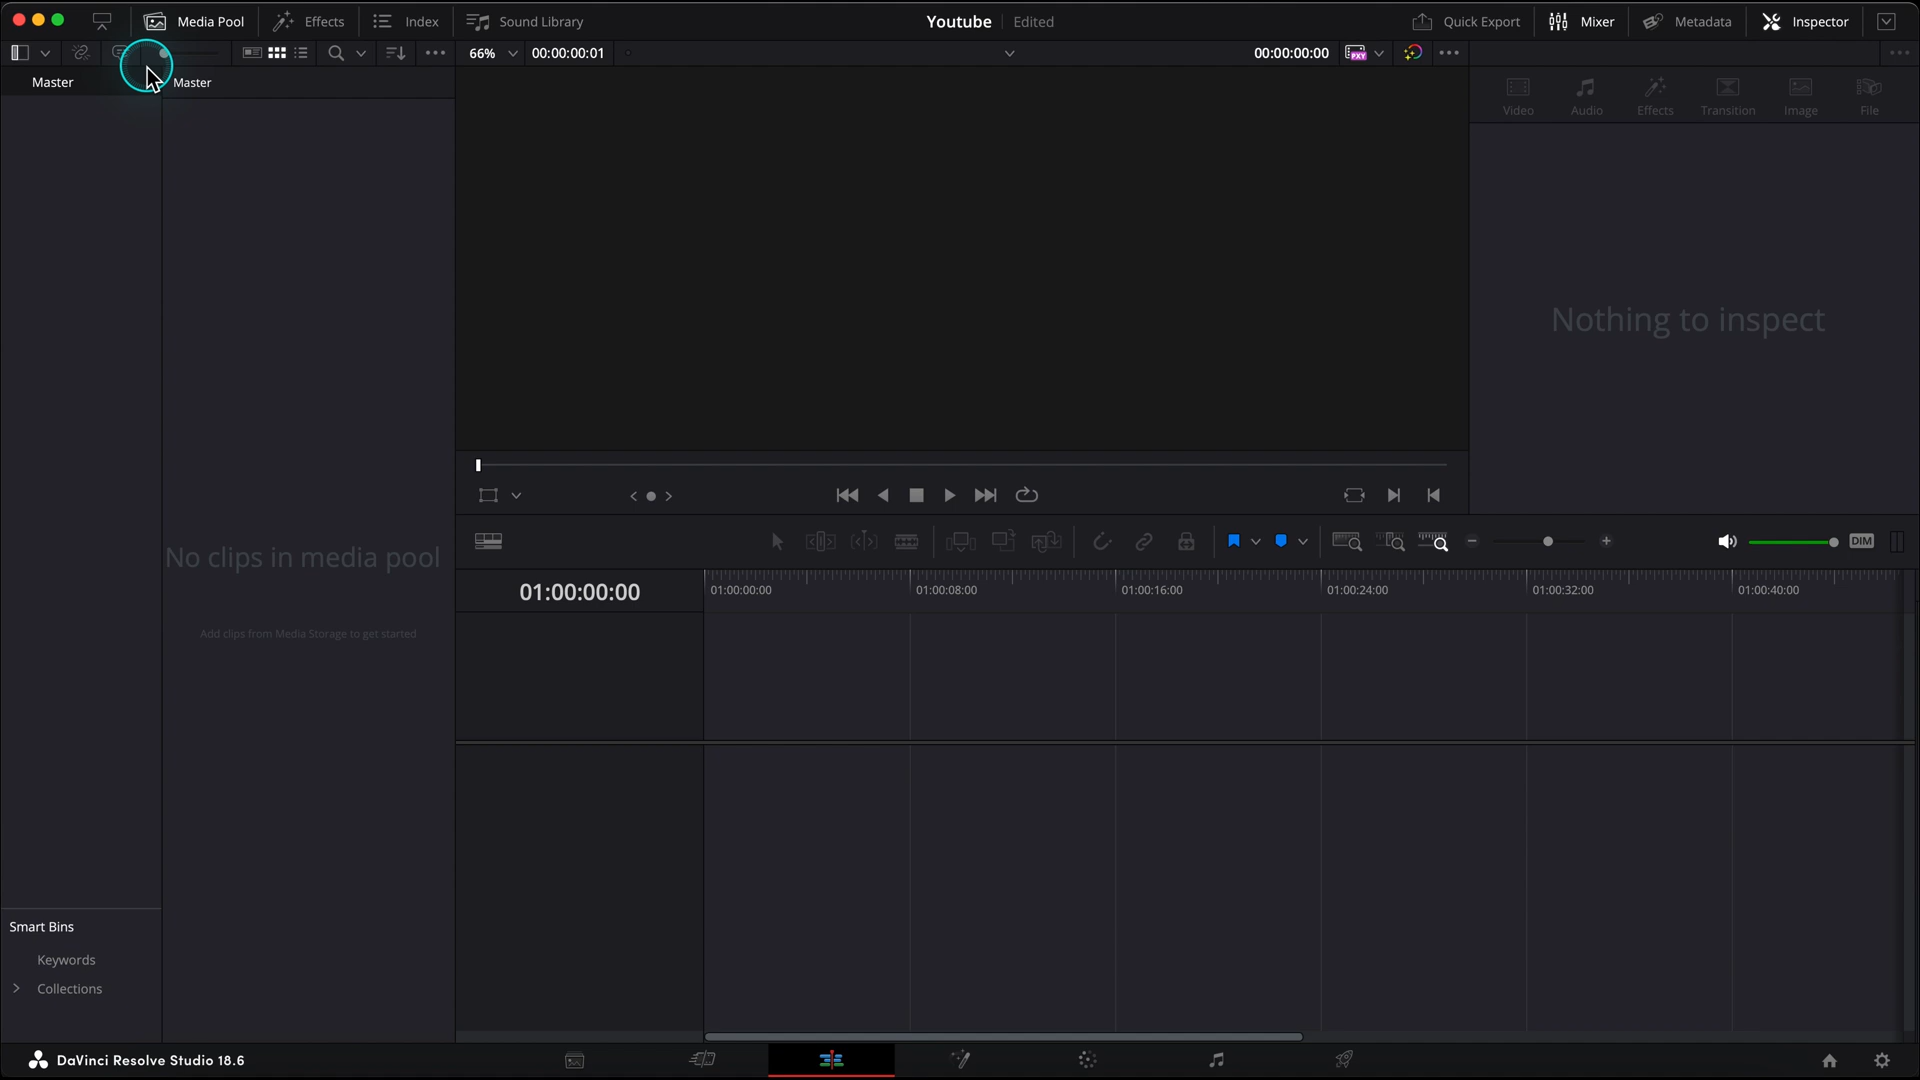 Media Pool Effects Index Sound Library Youtube Edited Quick Export Mixer Metadata Inspector
66% 00:00:00:01 00:00:00:00 PXY
Master Master
Video Audio Effects Transition Image File
Nothing to inspect
No clips in media pool
Add clips from Media Storage to get started
DIM
01:00:00:00 01:00:00:00 01:00:08:00 01:00:16:00 01:00:24:00 01:00:32:00 01:00:40:00
Smart Bins
Keywords
Collections
DaVinci Resolve Studio 18.6